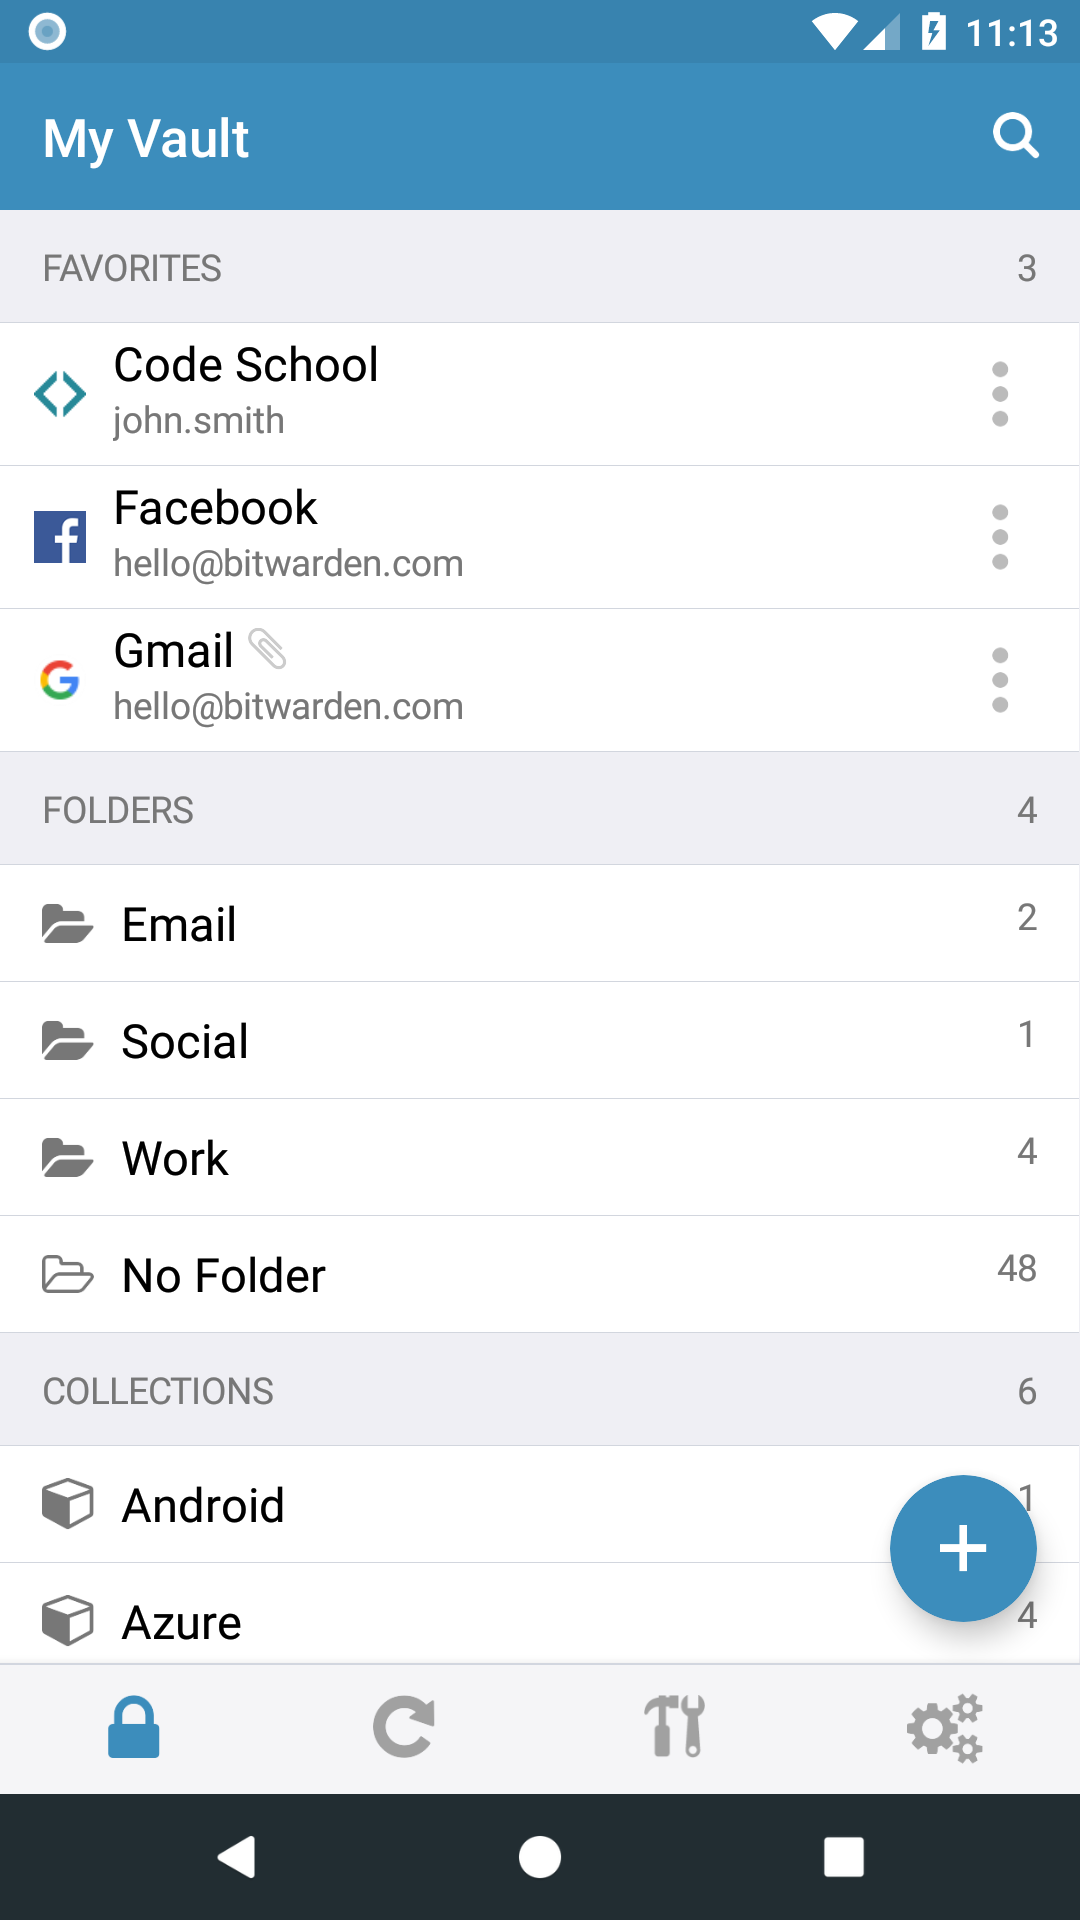 11:13
My Vault
FAVORITES 3
Code School
john.smith
Facebook
hello@bitwarden.com
Gmail
hello@bitwarden.com
FOLDERS 4
Email 2
Social 1
Work 4
No Folder 48
COLLECTIONS 6
Android 1
Azure 4